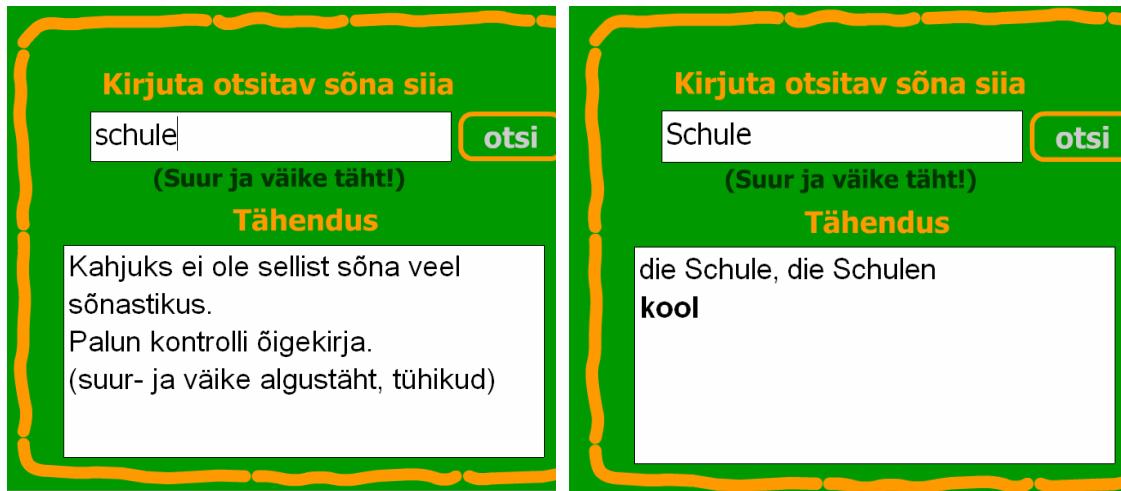 Kirjuta otsitav sõna siia
schule
otsi
(Suur ja väike täht!)
Tähendus
Kahjuks ei ole sellist sõna veel
sõnastikus.
Palun kontrolli õigekirja.
(suur- ja väike algustäht, tühikud)
Kirjuta otsitav sõna siia
Schule
otsi
(Suur ja väike täht!)
Tähendus
die Schule, die Schulen
kool